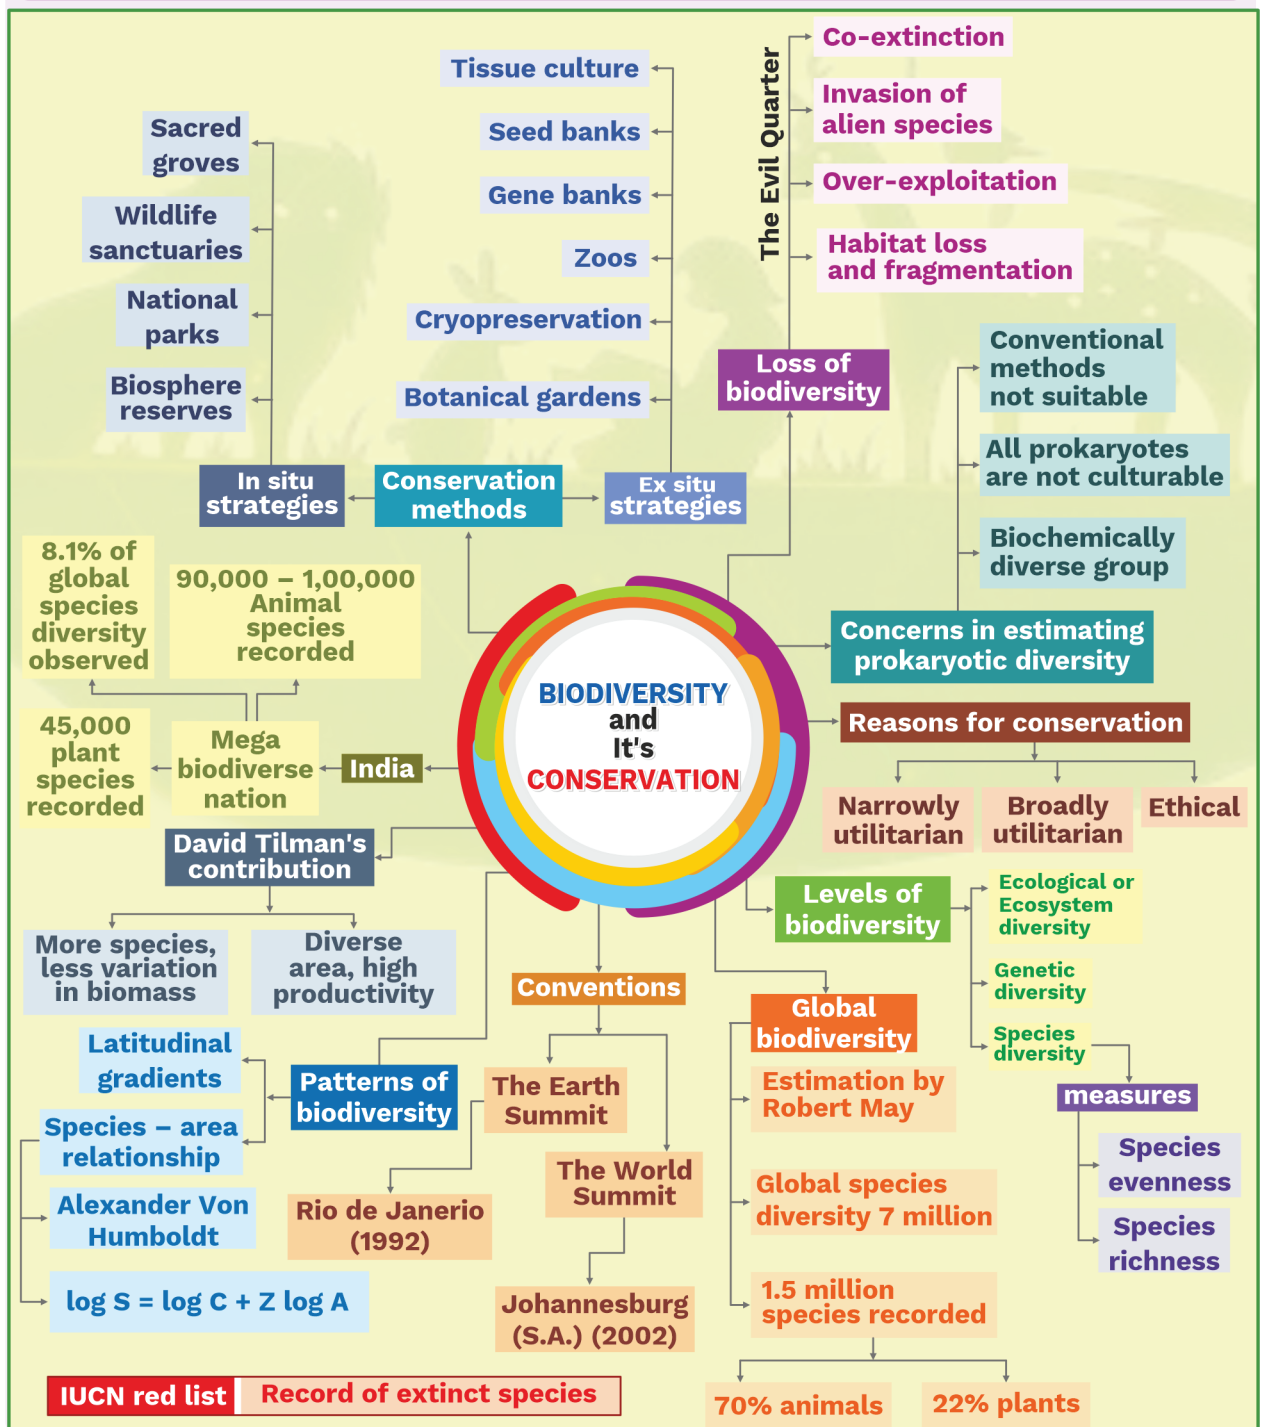 Co-extinction
Invasion of
alien species
Over-exploitation
Habitat loss
and fragmentation
The Evil Quarter
Loss of
biodiversity
Tissue culture
Seed banks
Gene banks
Zoos
Cryopreservation
Botanical gardens
Sacred
groves
Wildlife
sanctuaries
National
parks
Biosphere
reserves
In situ
strategies
Conservation
methods
Ex situ
strategies
Conventional
methods
not suitable
All prokaryotes
are not culturable
Biochemically
diverse group
Concerns in estimating
prokaryotic diversity
8.1% of
global
species
diversity
observed
90,000 – 1,00,000
Animal
species
recorded
45,000
plant
species
recorded
Mega
biodiverse
nation
India
BIODIVERSITY
and
It's
CONSERVATION
Reasons for conservation
Narrowly
utilitarian
Broadly
utilitarian
Ethical
David Tilman's
contribution
More species,
less variation
in biomass
Diverse
area, high
productivity
Levels of
biodiversity
Ecological or
Ecosystem
diversity
Genetic
diversity
Species
diversity
measures
Species
evenness
Species
richness
Conventions
The Earth
Summit
Rio de Janerio
(1992)
The World
Summit
Johannesburg
(S.A.) (2002)
Global
biodiversity
Estimation by
Robert May
Global species
diversity 7 million
1.5 million
species recorded
70% animals
22% plants
Patterns of
biodiversity
Latitudinal
gradients
Species – area
relationship
Alexander Von
Humboldt
log S = log C + Z log A
IUCN red list
Record of extinct species